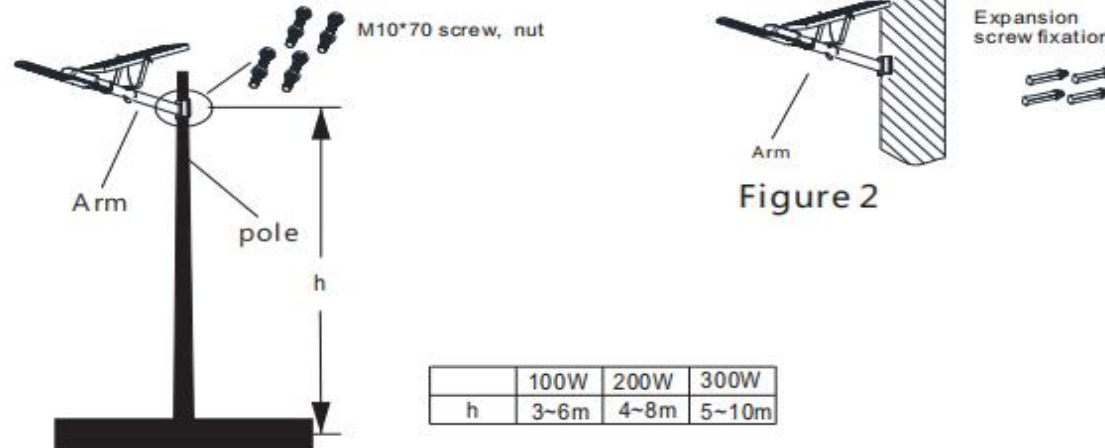 M10*70 screw, nut
Expansion
screw fixation
Arm
pole
h
Arm
Figure 2
100W 200W 300W
h 3~6m 4~8m 5~10m